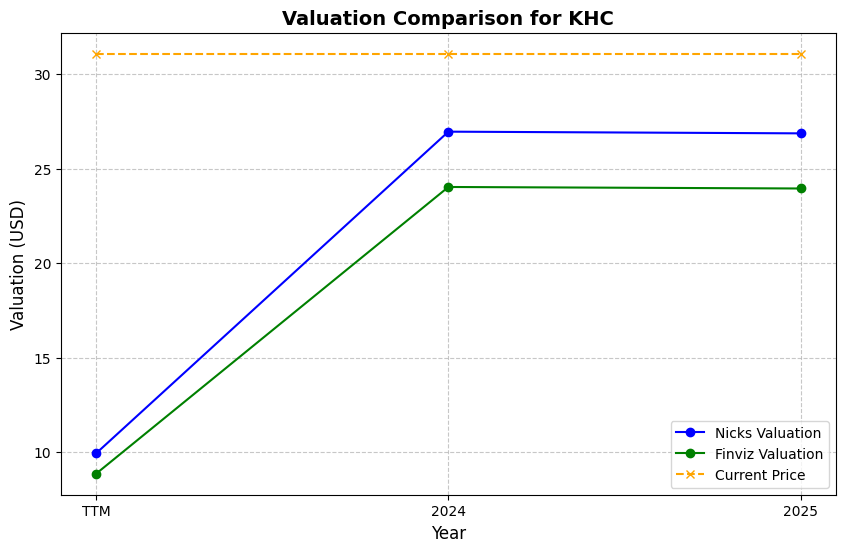 Valuation Comparison for KHC
Valuation (USD)
30
25
20
15
10
TTM
2024
2025
Year
Nicks Valuation
Finviz Valuation
Current Price